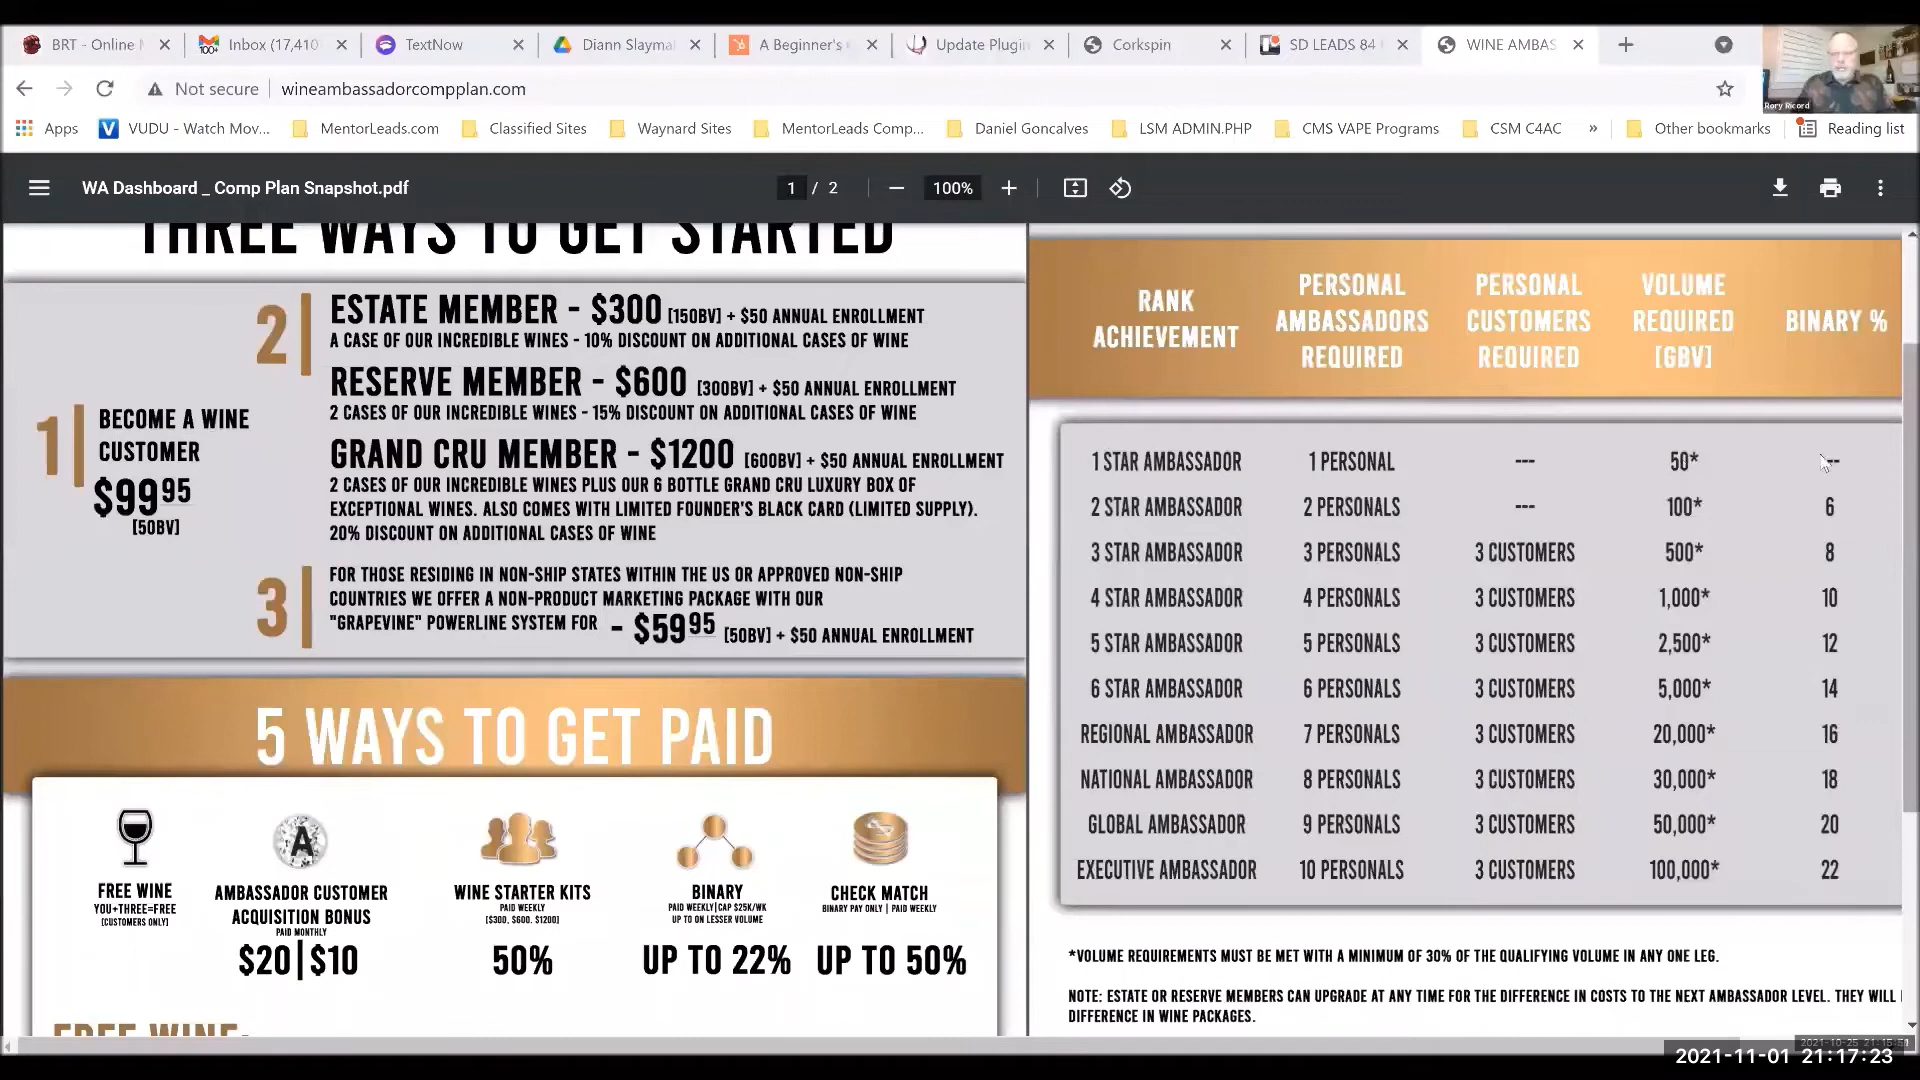 BRT - Online
Inbox (17,410
TextNow
Diann Slaymal
A Beginner's
Update Plugin
Corkspin
SD LEADS 84
WINE AMBAS
Rory Ricord
Not secure
wineambassadorcompplan.com
Apps
VUDU - Watch Mov...
MentorLeads.com
Classified Sites
Waynard Sites
MentorLeads Comp...
Daniel Goncalves
LSM ADMIN.PHP
CMS VAPE Programs
CSM C4AC
»
Other bookmarks
Reading list
WA Dashboard _ Comp Plan Snapshot.pdf
1 / 2
100%
THREE WAYS TO GET STARTED
1
BECOME A WINE
CUSTOMER
$9995
[50BV]
2
ESTATE MEMBER - $300 [150BV] + $50 ANNUAL ENROLLMENT
A CASE OF OUR INCREDIBLE WINES - 10% DISCOUNT ON ADDITIONAL CASES OF WINE
RESERVE MEMBER - $600 [300BV] + $50 ANNUAL ENROLLMENT
2 CASES OF OUR INCREDIBLE WINES - 15% DISCOUNT ON ADDITIONAL CASES OF WINE
GRAND CRU MEMBER - $1200 [600BV] + $50 ANNUAL ENROLLMENT
2 CASES OF OUR INCREDIBLE WINES PLUS OUR 6 BOTTLE GRAND CRU LUXURY BOX OF
EXCEPTIONAL WINES. ALSO COMES WITH LIMITED FOUNDER'S BLACK CARD (LIMITED SUPPLY).
20% DISCOUNT ON ADDITIONAL CASES OF WINE
3
FOR THOSE RESIDING IN NON-SHIP STATES WITHIN THE US OR APPROVED NON-SHIP
COUNTRIES WE OFFER A NON-PRODUCT MARKETING PACKAGE WITH OUR
"GRAPEVINE" POWERLINE SYSTEM FOR - $5995 [50BV] + $50 ANNUAL ENROLLMENT
5 WAYS TO GET PAID
FREE WINE
YOU+THREE=FREE
[CUSTOMERS ONLY]
A
AMBASSADOR CUSTOMER
ACQUISITION BONUS
PAID MONTHLY
$20|$10
WINE STARTER KITS
PAID WEEKLY
[$300, $600, $1200]
50%
BINARY
PAID WEEKLY|CAP $25K/WK
UP TO ON LESSER VOLUME
UP TO 22%
CHECK MATCH
BINARY PAY ONLY | PAID WEEKLY
UP TO 50%
FREE WINE:
RANK
ACHIEVEMENT
PERSONAL
AMBASSADORS
REQUIRED
PERSONAL
CUSTOMERS
REQUIRED
VOLUME
REQUIRED
[GBV]
BINARY %
1 STAR AMBASSADOR 1 PERSONAL --- 50* ---
2 STAR AMBASSADOR 2 PERSONALS --- 100* 6
3 STAR AMBASSADOR 3 PERSONALS 3 CUSTOMERS 500* 8
4 STAR AMBASSADOR 4 PERSONALS 3 CUSTOMERS 1,000* 10
5 STAR AMBASSADOR 5 PERSONALS 3 CUSTOMERS 2,500* 12
6 STAR AMBASSADOR 6 PERSONALS 3 CUSTOMERS 5,000* 14
REGIONAL AMBASSADOR 7 PERSONALS 3 CUSTOMERS 20,000* 16
NATIONAL AMBASSADOR 8 PERSONALS 3 CUSTOMERS 30,000* 18
GLOBAL AMBASSADOR 9 PERSONALS 3 CUSTOMERS 50,000* 20
EXECUTIVE AMBASSADOR 10 PERSONALS 3 CUSTOMERS 100,000* 22
*VOLUME REQUIREMENTS MUST BE MET WITH A MINIMUM OF 30% OF THE QUALIFYING VOLUME IN ANY ONE LEG.
NOTE: ESTATE OR RESERVE MEMBERS CAN UPGRADE AT ANY TIME FOR THE DIFFERENCE IN COSTS TO THE NEXT AMBASSADOR LEVEL. THEY WILL
DIFFERENCE IN WINE PACKAGES.
2021-11-01 21:17:23